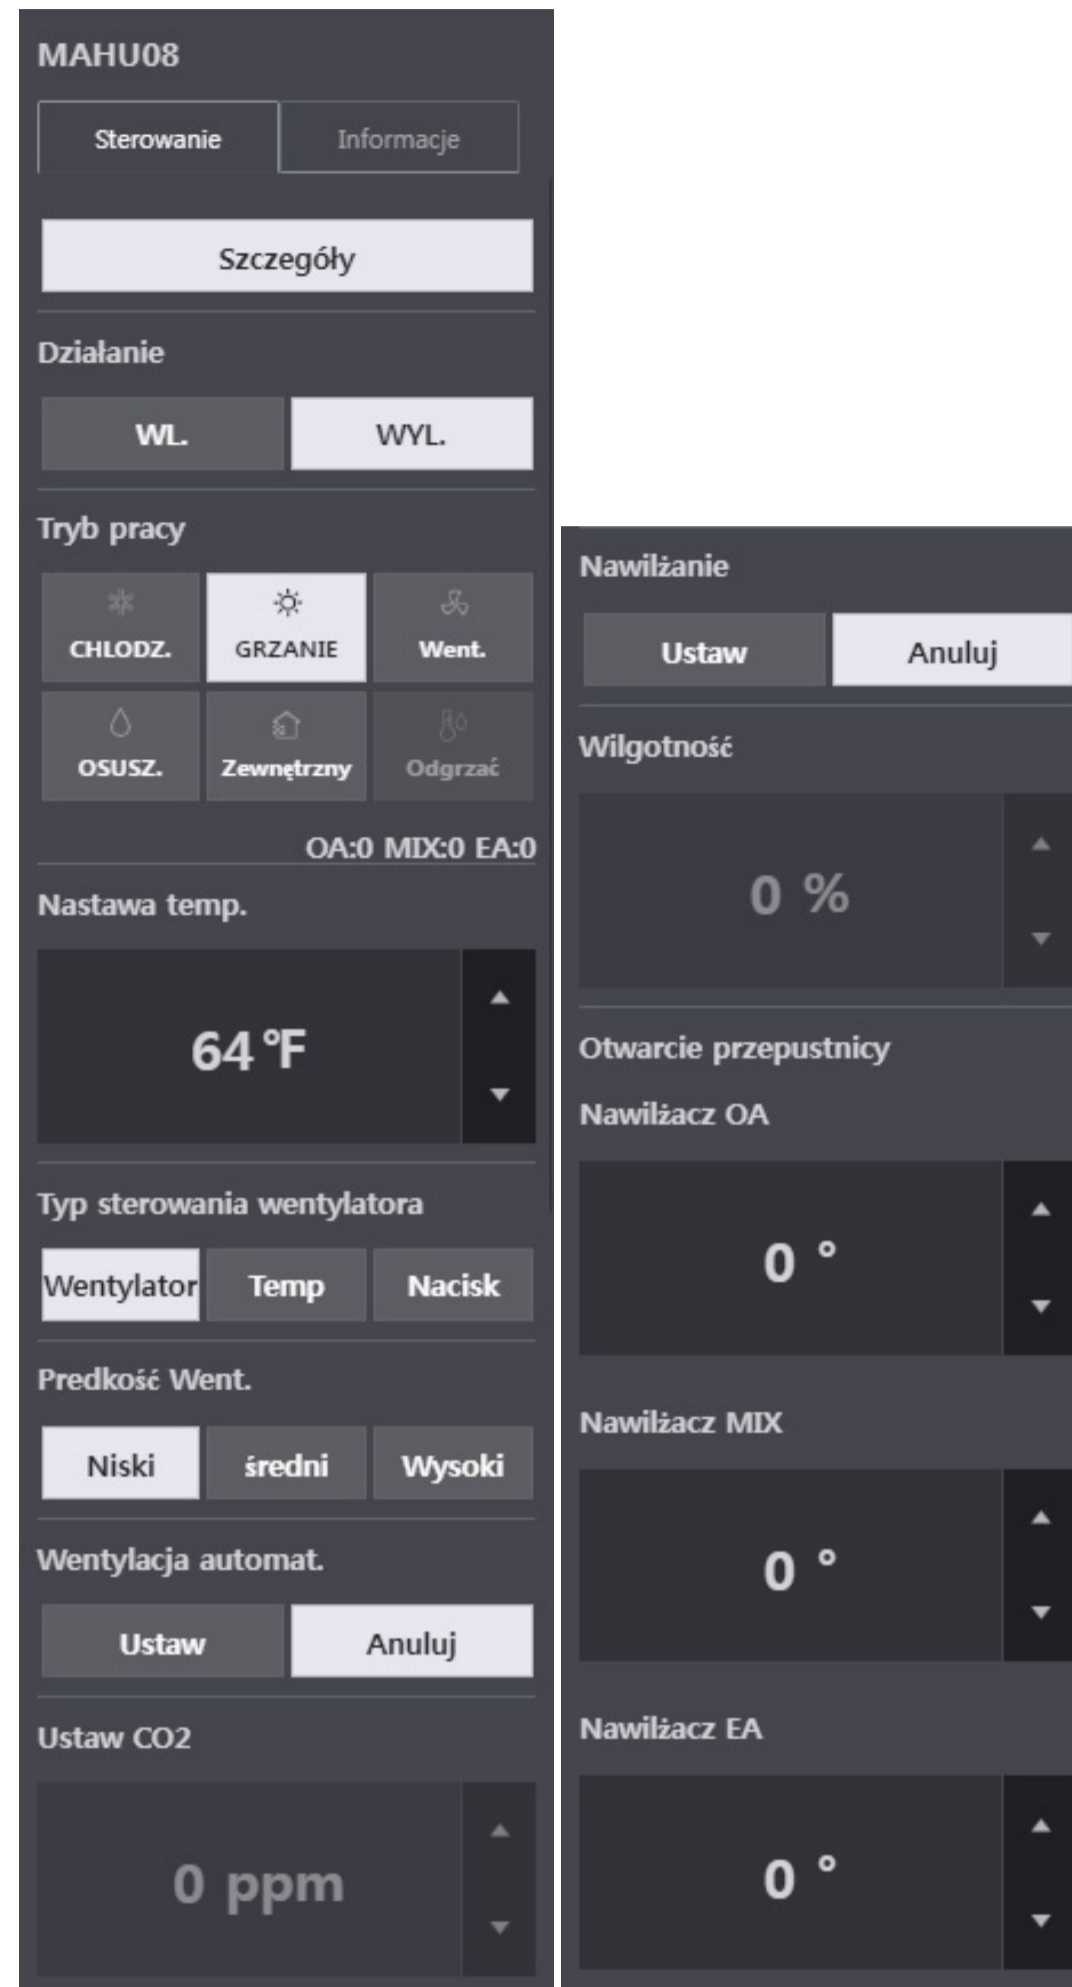 MAHU08
Sterowanie Informacje
Szczegóły
Działanie
WL. WYL.
Tryb pracy
CHLODZ. GRZANIE Went.
OSUSZ. Zewnętrzny Odgrzać
OA:0 MIX:0 EA:0
Nastawa temp.
64°F
Typ sterowania wentylatora
Wentylator Temp Nacisk
Predkość Went.
Niski średni Wysoki
Wentylacja automat.
Ustaw Anuluj
Ustaw CO2
0 ppm
Nawilżanie
Ustaw Anuluj
Wilgotność
0 %
Otwarcie przepustnicy
Nawilżacz OA
0 °
Nawilżacz MIX
0 °
Nawilżacz EA
0 °